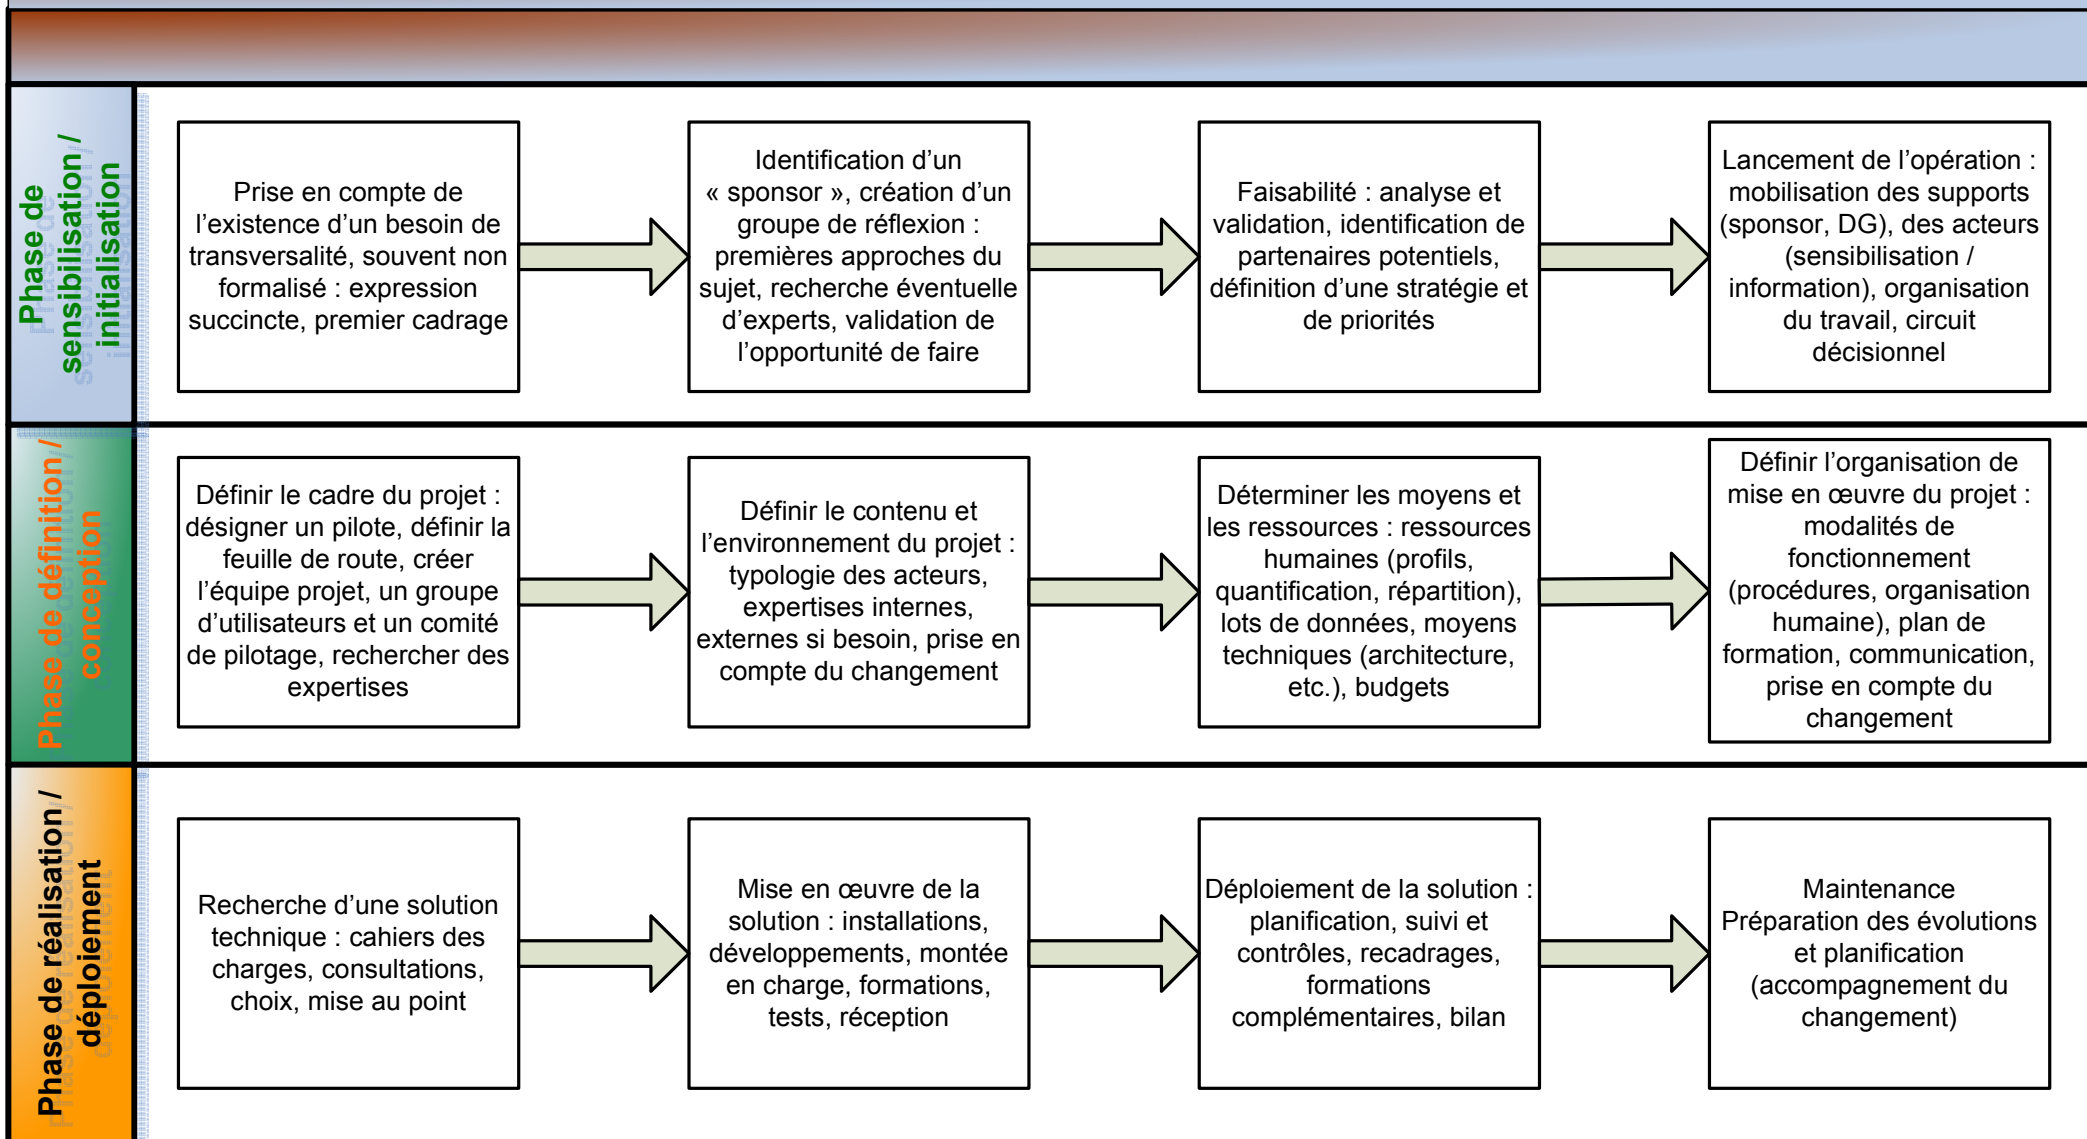 Phase de
sensibilisation /
initialisation
Prise en compte de
l’existence d’un besoin de
transversalité, souvent non
formalisé : expression
succincte, premier cadrage
Identification d’un
« sponsor », création d’un
groupe de réflexion :
premières approches du
sujet, recherche éventuelle
d’experts, validation de
l’opportunité de faire
Faisabilité : analyse et
validation, identification de
partenaires potentiels,
définition d’une stratégie et
de priorités
Lancement de l’opération :
mobilisation des supports
(sponsor, DG), des acteurs
(sensibilisation /
information), organisation
du travail, circuit
décisionnel
Phase de définition /
conception
Définir le cadre du projet :
désigner un pilote, définir la
feuille de route, créer
l’équipe projet, un groupe
d’utilisateurs et un comité
de pilotage, rechercher des
expertises
Définir le contenu et
l’environnement du projet :
typologie des acteurs,
expertises internes,
externes si besoin, prise en
compte du changement
Déterminer les moyens et
les ressources : ressources
humaines (profils,
quantification, répartition),
lots de données, moyens
techniques (architecture,
etc.), budgets
Définir l’organisation de
mise en œuvre du projet :
modalités de
fonctionnement
(procédures, organisation
humaine), plan de
formation, communication,
prise en compte du
changement
Phase de réalisation /
déploiement
Recherche d’une solution
technique : cahiers des
charges, consultations,
choix, mise au point
Mise en œuvre de la
solution : installations,
développements, montée
en charge, formations,
tests, réception
Déploiement de la solution :
planification, suivi et
contrôles, recadrages,
formations
complémentaires, bilan
Maintenance
Préparation des évolutions
et planification
(accompagnement du
changement)